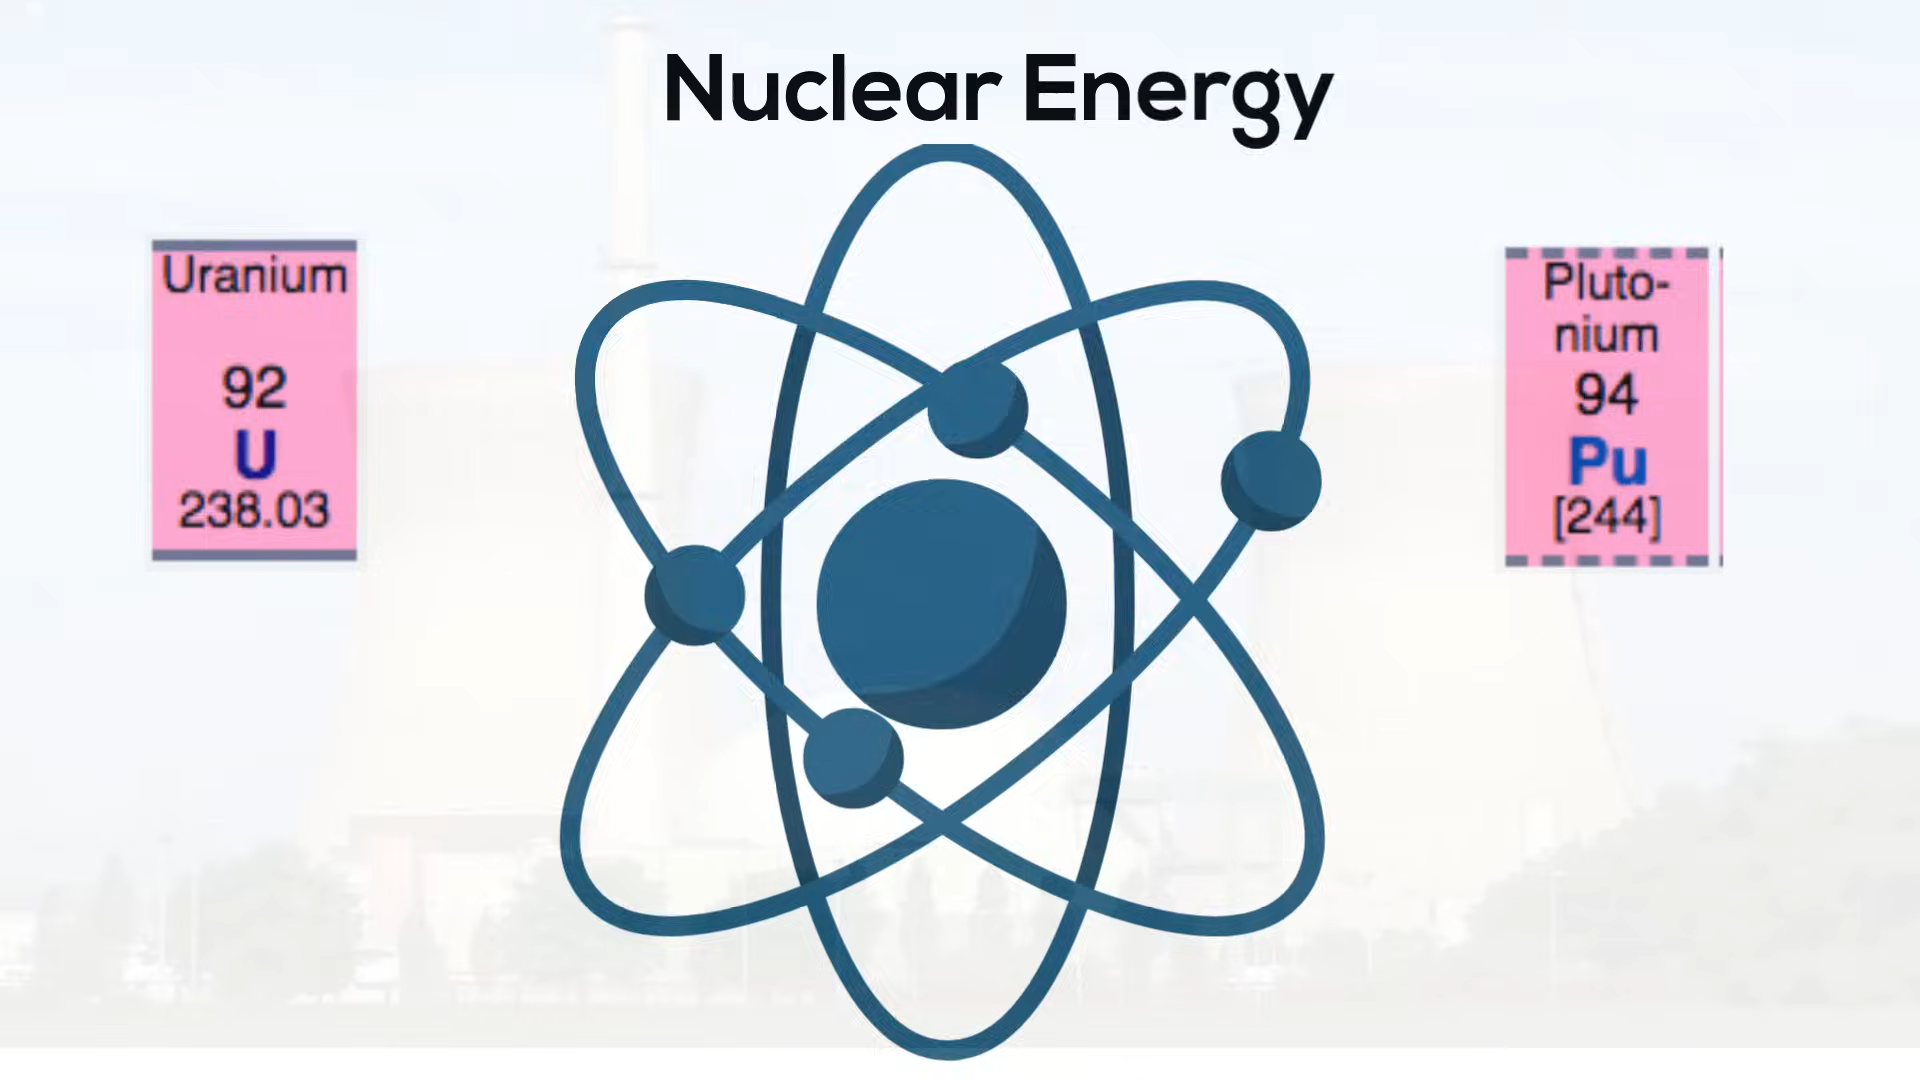 Nuclear Energy
Uranium
92
U
238.03
Pluto-
nium
94
Pu
[244]